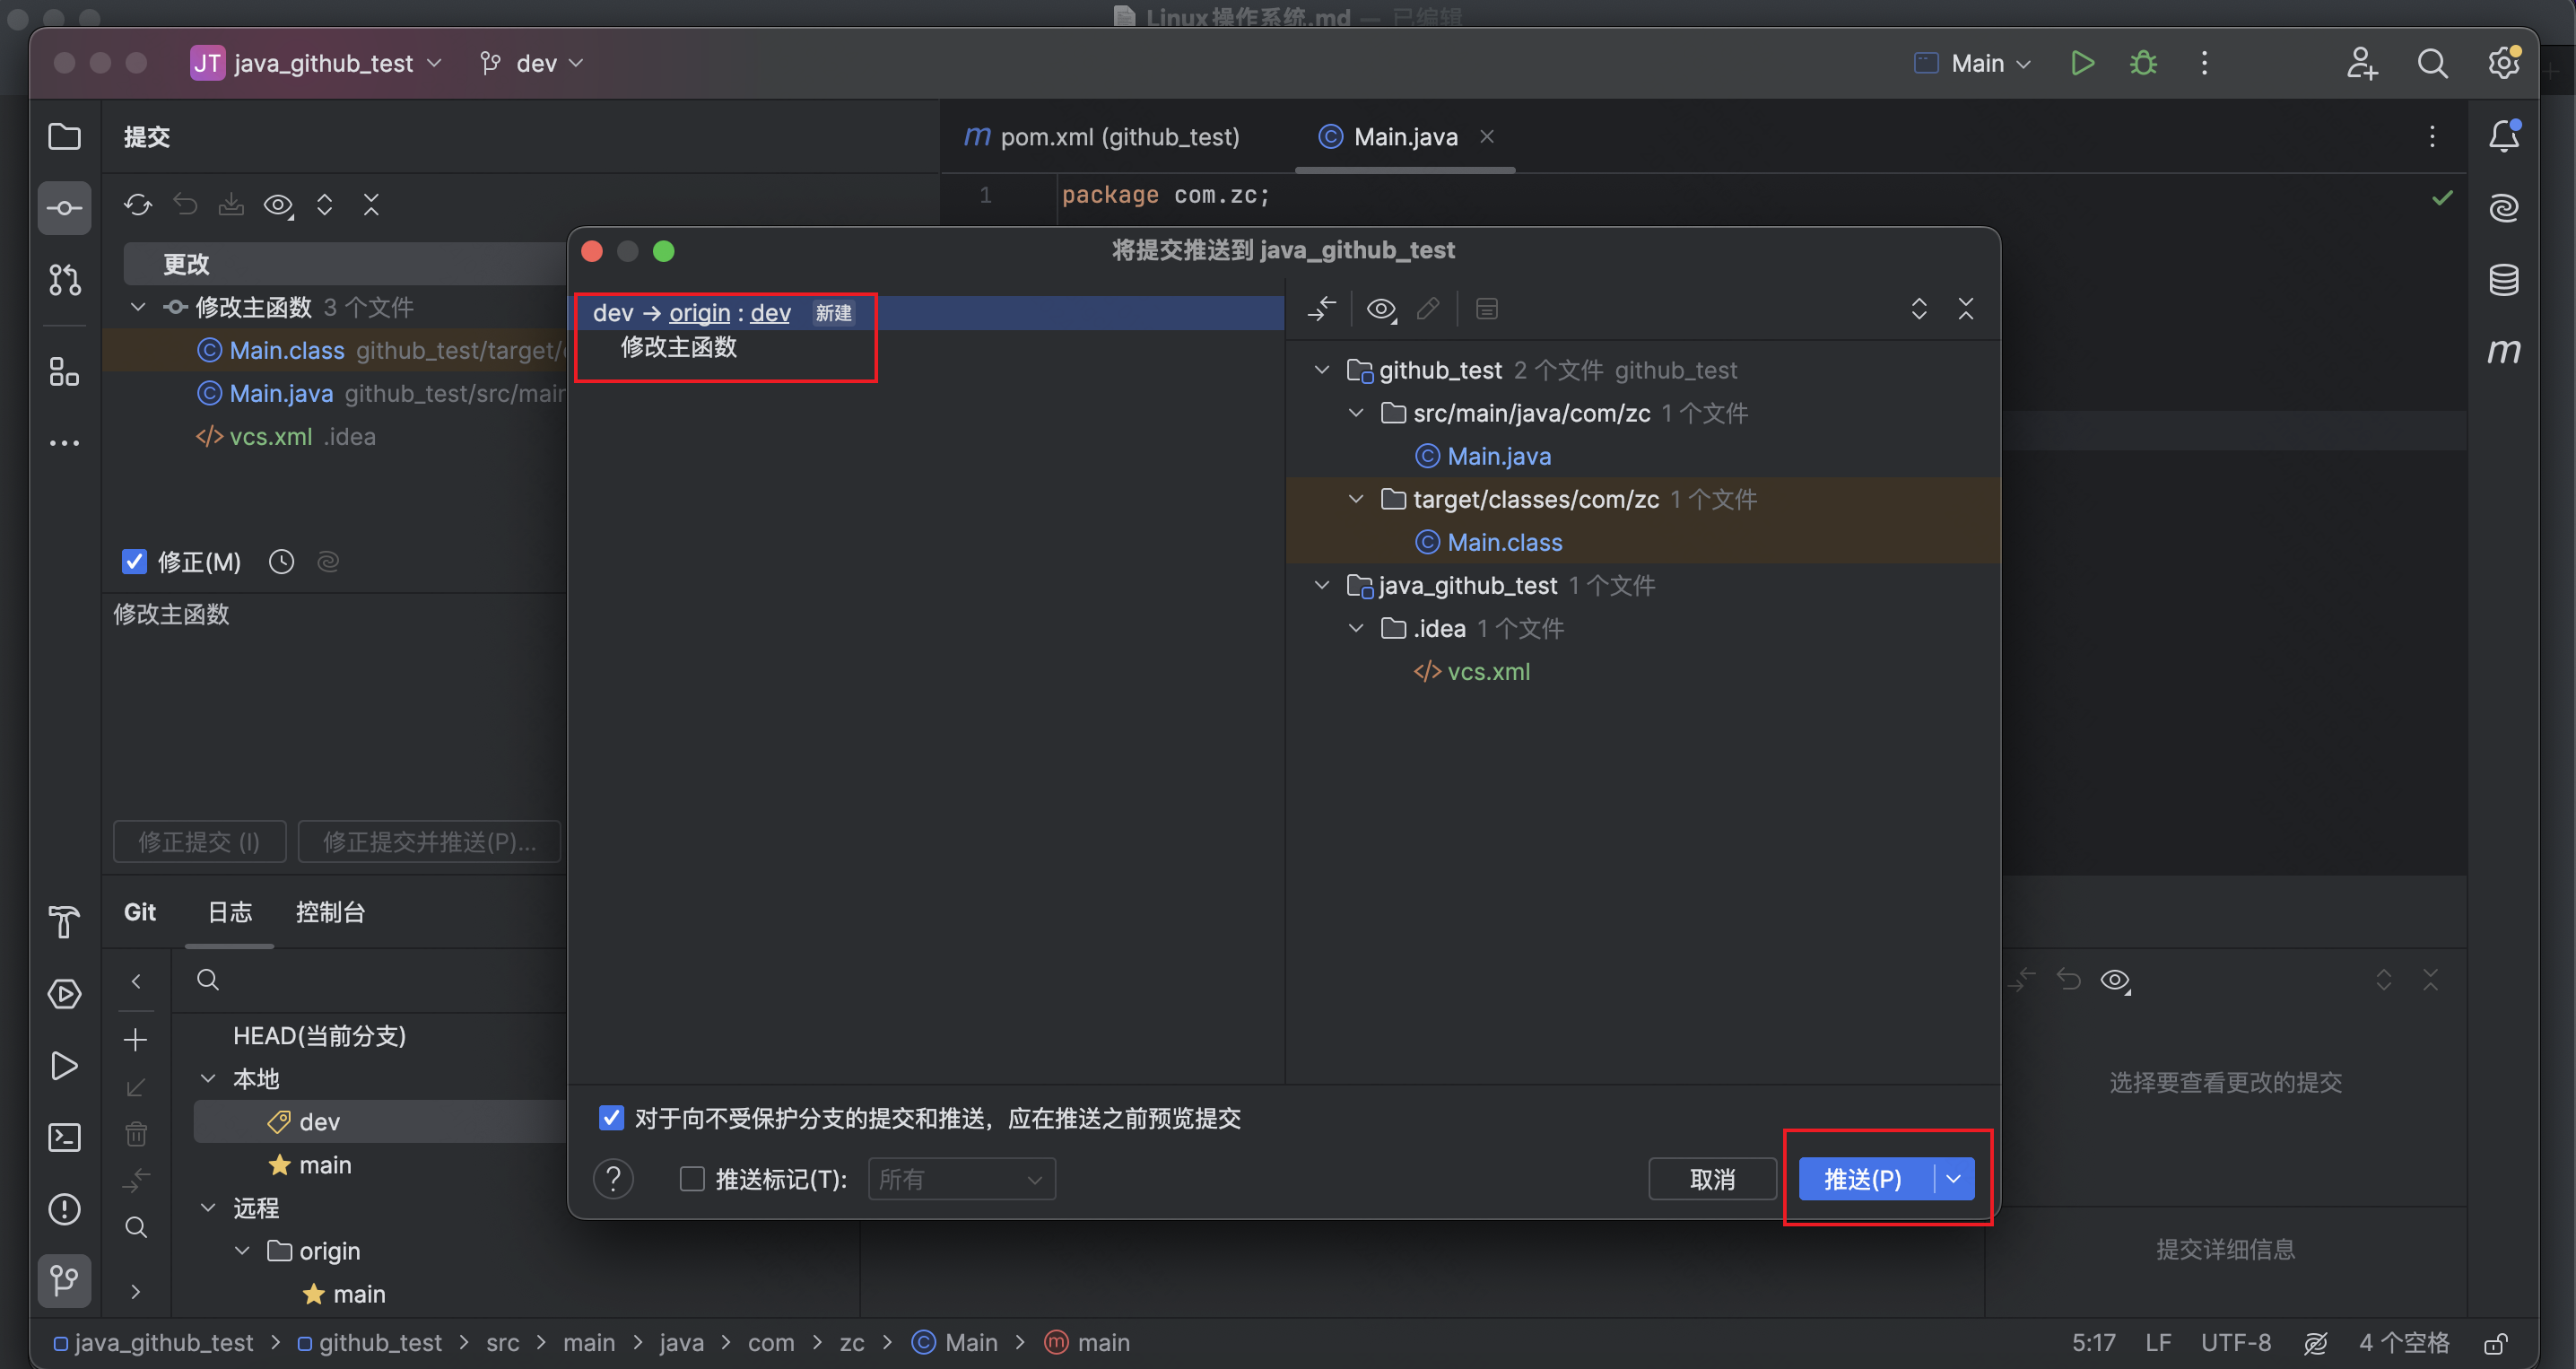 Linux操作系统.md — 已编辑
JT java_github_test dev Main
提交
pom.xml (github_test) Main.java
1 package com.zc;
更改
修改主函数 3 个文件
Main.class github_test/target/
Main.java github_test/src/main
vcs.xml .idea
修正(M)
修改主函数
修正提交 (I) 修正提交并推送(P)...
将提交推送到 java_github_test
dev → origin : dev 新建
修改主函数
github_test 2 个文件 github_test
src/main/java/com/zc 1 个文件
Main.java
target/classes/com/zc 1 个文件
Main.class
java_github_test 1 个文件
.idea 1 个文件
vcs.xml
对于向不受保护分支的提交和推送，应在推送之前预览提交
? 推送标记(T): 所有 取消 推送(P)
Git 日志 控制台
HEAD(当前分支)
本地
dev
main
远程
origin
main
选择要查看更改的提交
提交详细信息
java_github_test > github_test > src > main > java > com > zc > Main > main 5:17 LF UTF-8 4 个空格